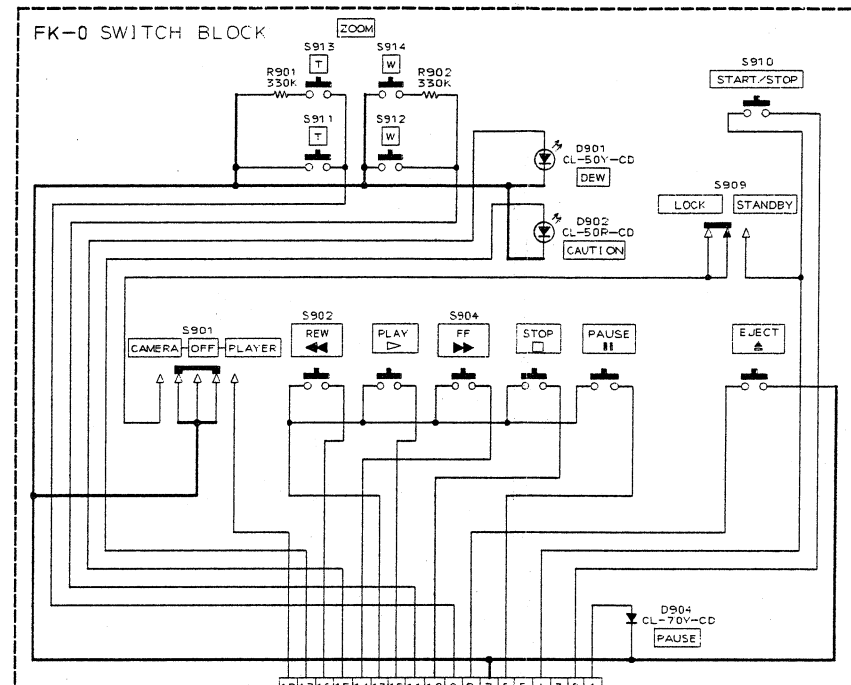 FK-0 SWITCH BLOCK
ZOOM
S913
T
S914
W
R901
330K
R902
330K
S911
T
S912
W
S910
START/STOP
D901
CL-50Y-CD
DEW
S909
LOCK
STANDBY
D902
CL-50R-CD
CAUTION
S901
CAMERA
OFF
PLAYER
S902
REW
PLAY
S904
FF
STOP
PAUSE
EJECT
D904
CL-70Y-CD
PAUSE